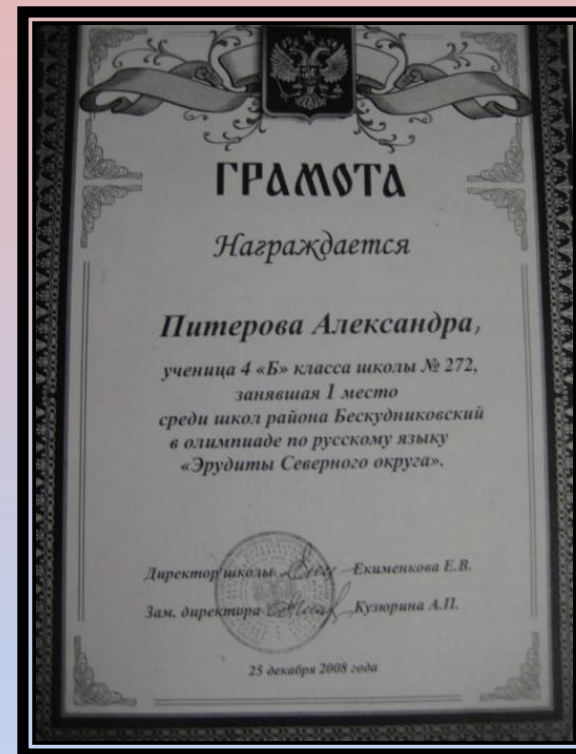 ГРАМОТА
Награждается
Питерова Александра,
ученица 4 «Б» класса школы № 272,
занявшая 1 место
среди школ района Бескудниковский
в олимпиаде по русскому языку
«Эрудиты Северного округа».
Директор школы Екименкова Е.В.
Зам. директора Кузюрина А.П.
25 декабря 2008 года